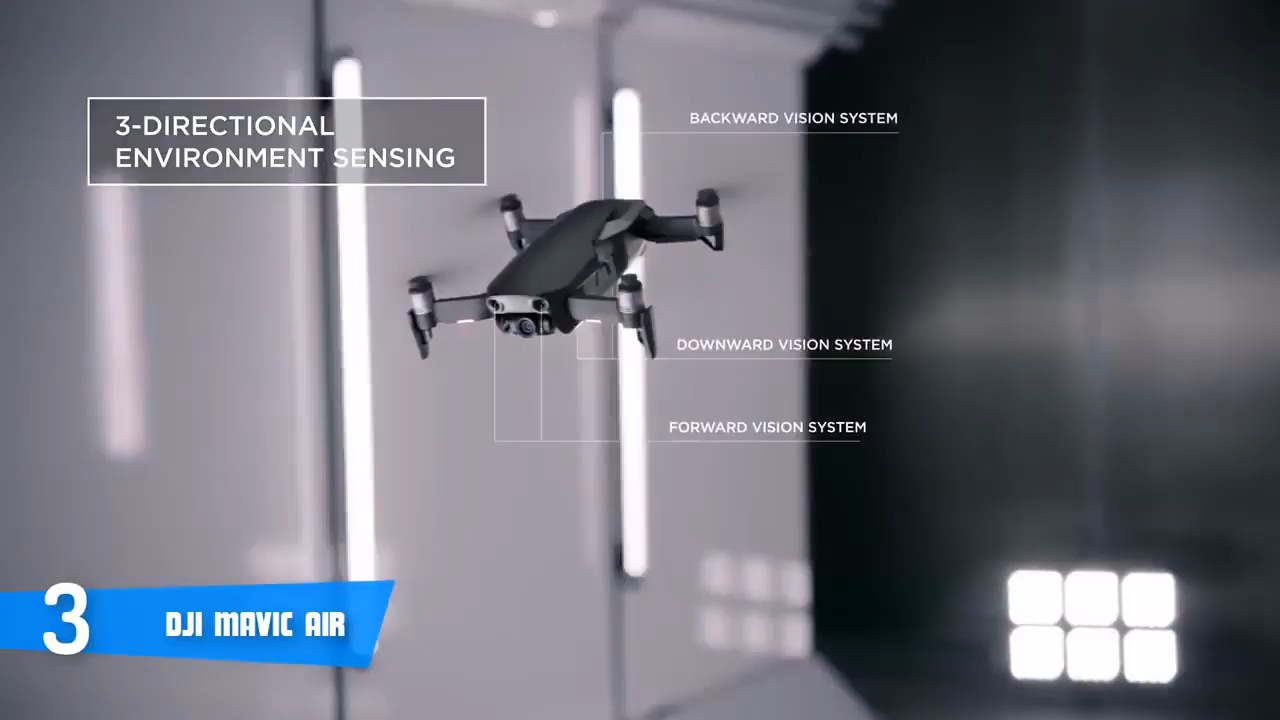 3-DIRECTIONAL
ENVIRONMENT SENSING
BACKWARD VISION SYSTEM
DOWNWARD VISION SYSTEM
FORWARD VISION SYSTEM
3
DJI MAVIC AIR